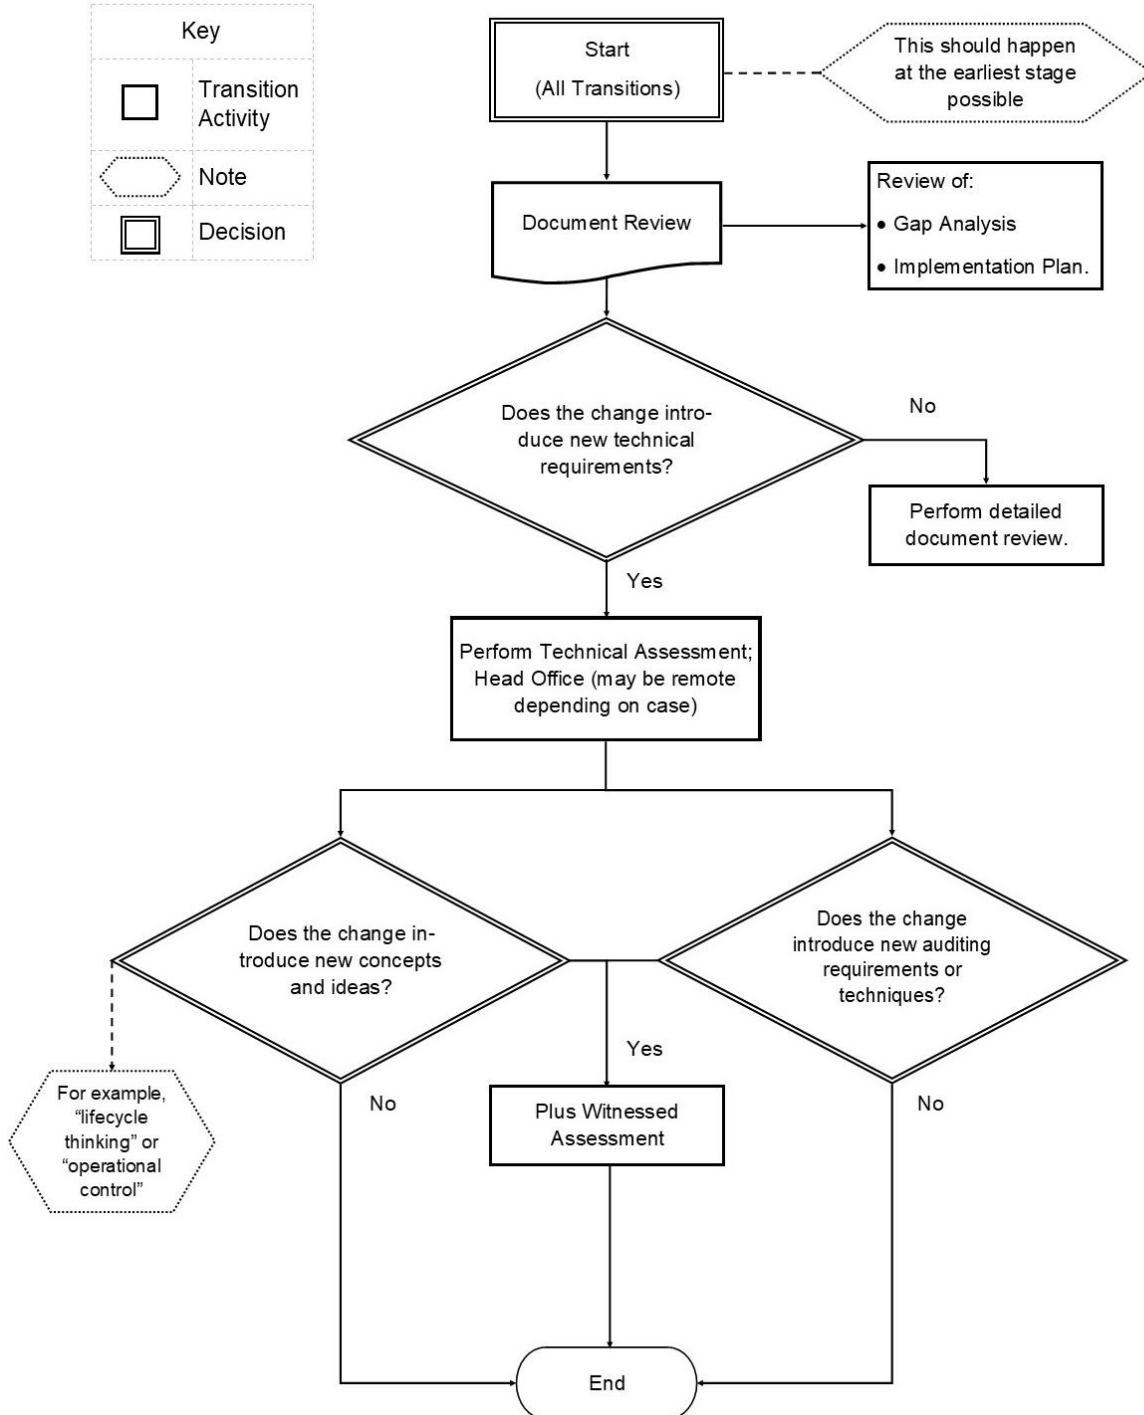 Key
Transition
Activity
Note
Decision
Start
(All Transitions)
This should happen
at the earliest stage
possible
Document Review
Review of:
● Gap Analysis
● Implementation Plan.
Does the change intro-
duce new technical
requirements?
No
Perform detailed
document review.
Yes
Perform Technical Assessment;
Head Office (may be remote
depending on case)
Does the change in-
troduce new concepts
and ideas?
Does the change
introduce new auditing
requirements or
techniques?
For example,
“lifecycle
thinking” or
“operational
control”
No
Yes
Plus Witnessed
Assessment
No
End